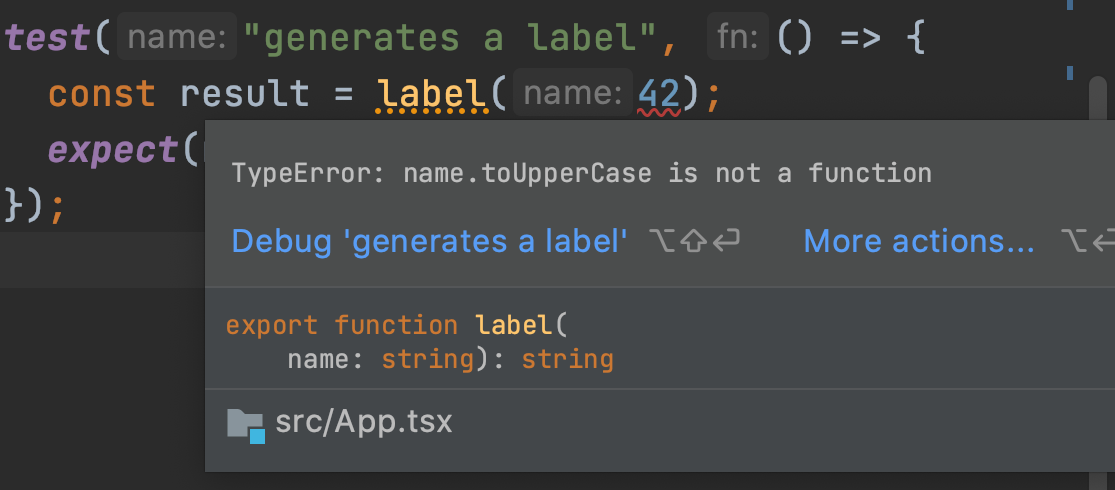 test( name: "generates a label", fn: () => {
const result = label( name: 42);
expect(
});
TypeError: name.toUpperCase is not a function
Debug 'generates a label' ⌥⇧⏎ More actions... ⌥⏎
export function label(
name: string): string
src/App.tsx